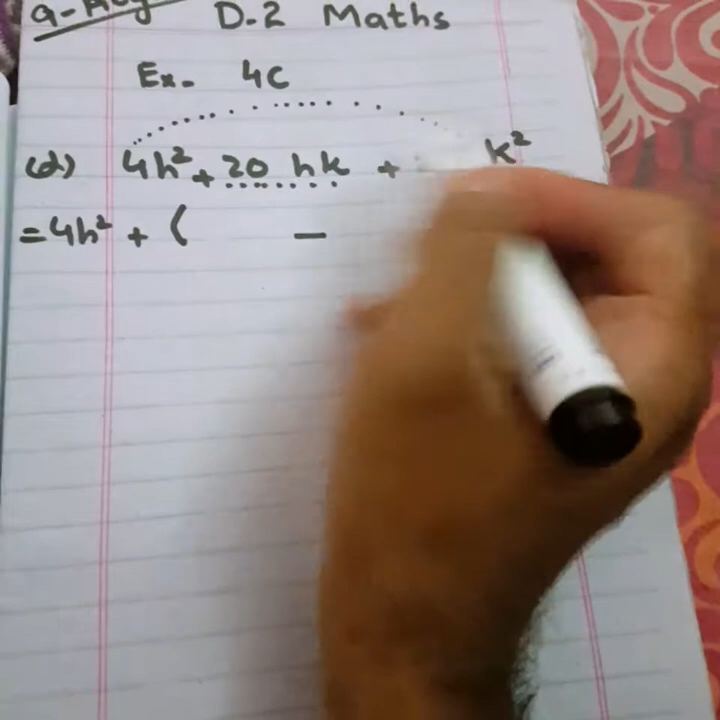 D-2 Maths
Ex. 4C
(d) 4h² + 20 hk + k²
= 4h² + ( -